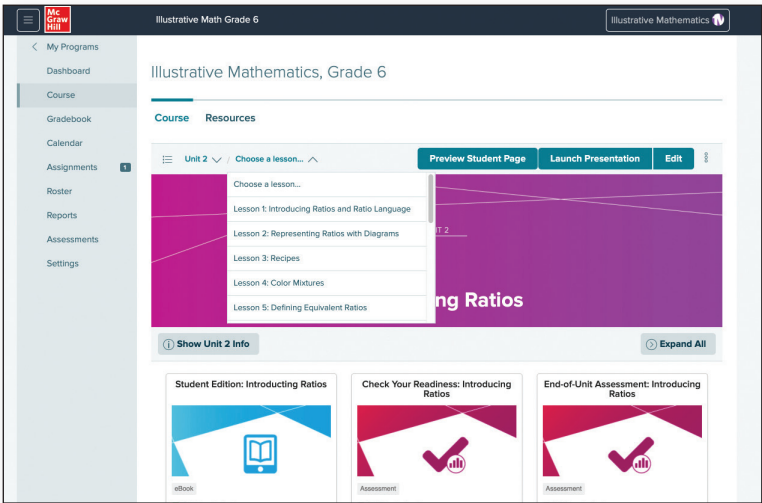 Mc
Graw
Hill
Illustrative Math Grade 6
Illustrative Mathematics
My Programs
Dashboard
Course
Gradebook
Calendar
Assignments 1
Roster
Reports
Assessments
Settings
Illustrative Mathematics, Grade 6
Course Resources
Unit 2 / Choose a lesson...
Preview Student Page Launch Presentation Edit
Choose a lesson...
Lesson 1: Introducing Ratios and Ratio Language
Lesson 2: Representing Ratios with Diagrams
Lesson 3: Recipes
Lesson 4: Color Mixtures
Lesson 5: Defining Equivalent Ratios
IT 2
ng Ratios
Show Unit 2 Info
Expand All
Student Edition: Introducting Ratios
eBook
Check Your Readiness: Introducing
Ratios
Assessment
End-of-Unit Assessment: Introducing
Ratios
Assessment